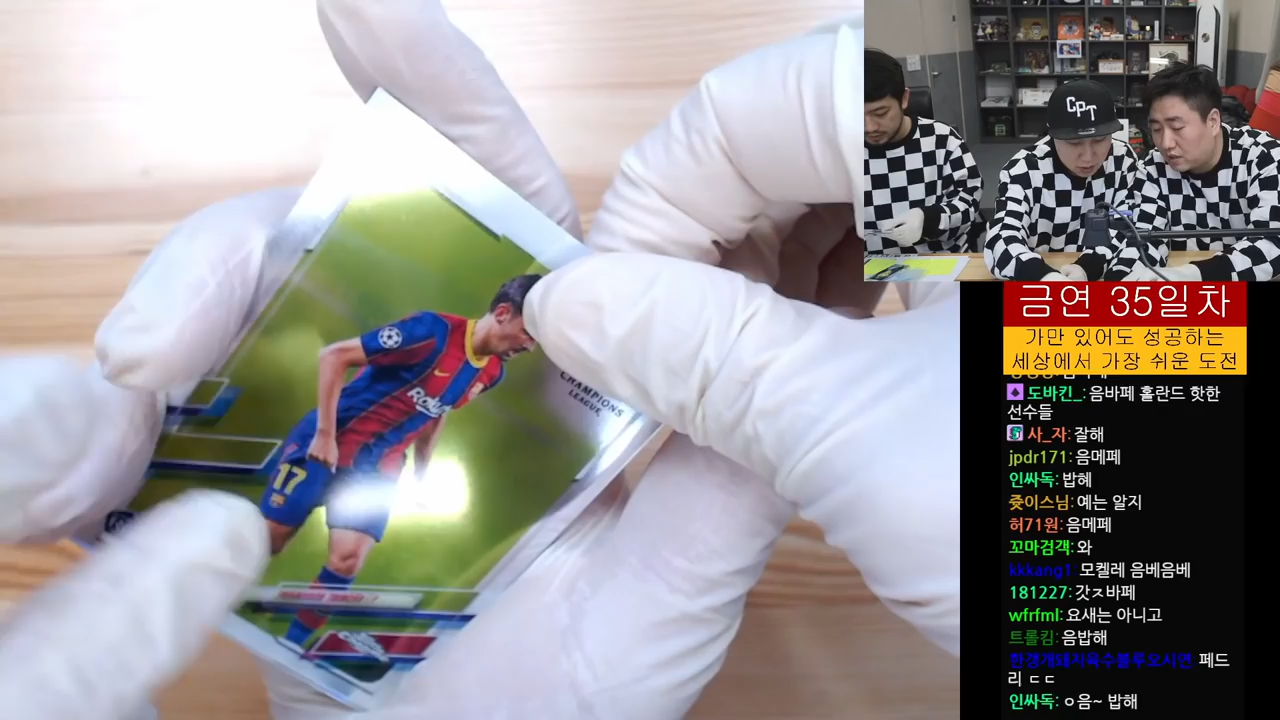 CPT
금연 35일차
가만 있어도 성공하는
세상에서 가장 쉬운 도전
도바킨_: 음바페 홀란드 핫한
선수들
사_자: 잘해
jpdr171: 음메페
인싸독: 밥혜
줮이스님: 예는 알지
허71원: 음메페
꼬마검객: 와
kkkang1: 모켈레 음베음베
181227: 갓ㅈ바페
wfrfml: 요새는 아니고
트롤킴: 음밥해
한갱개돼지육수블루오시연: 페드
리 ㄷㄷ
인싸독: ㅇ음~ 밥해
CHAMPIONS
LEAGUE
17